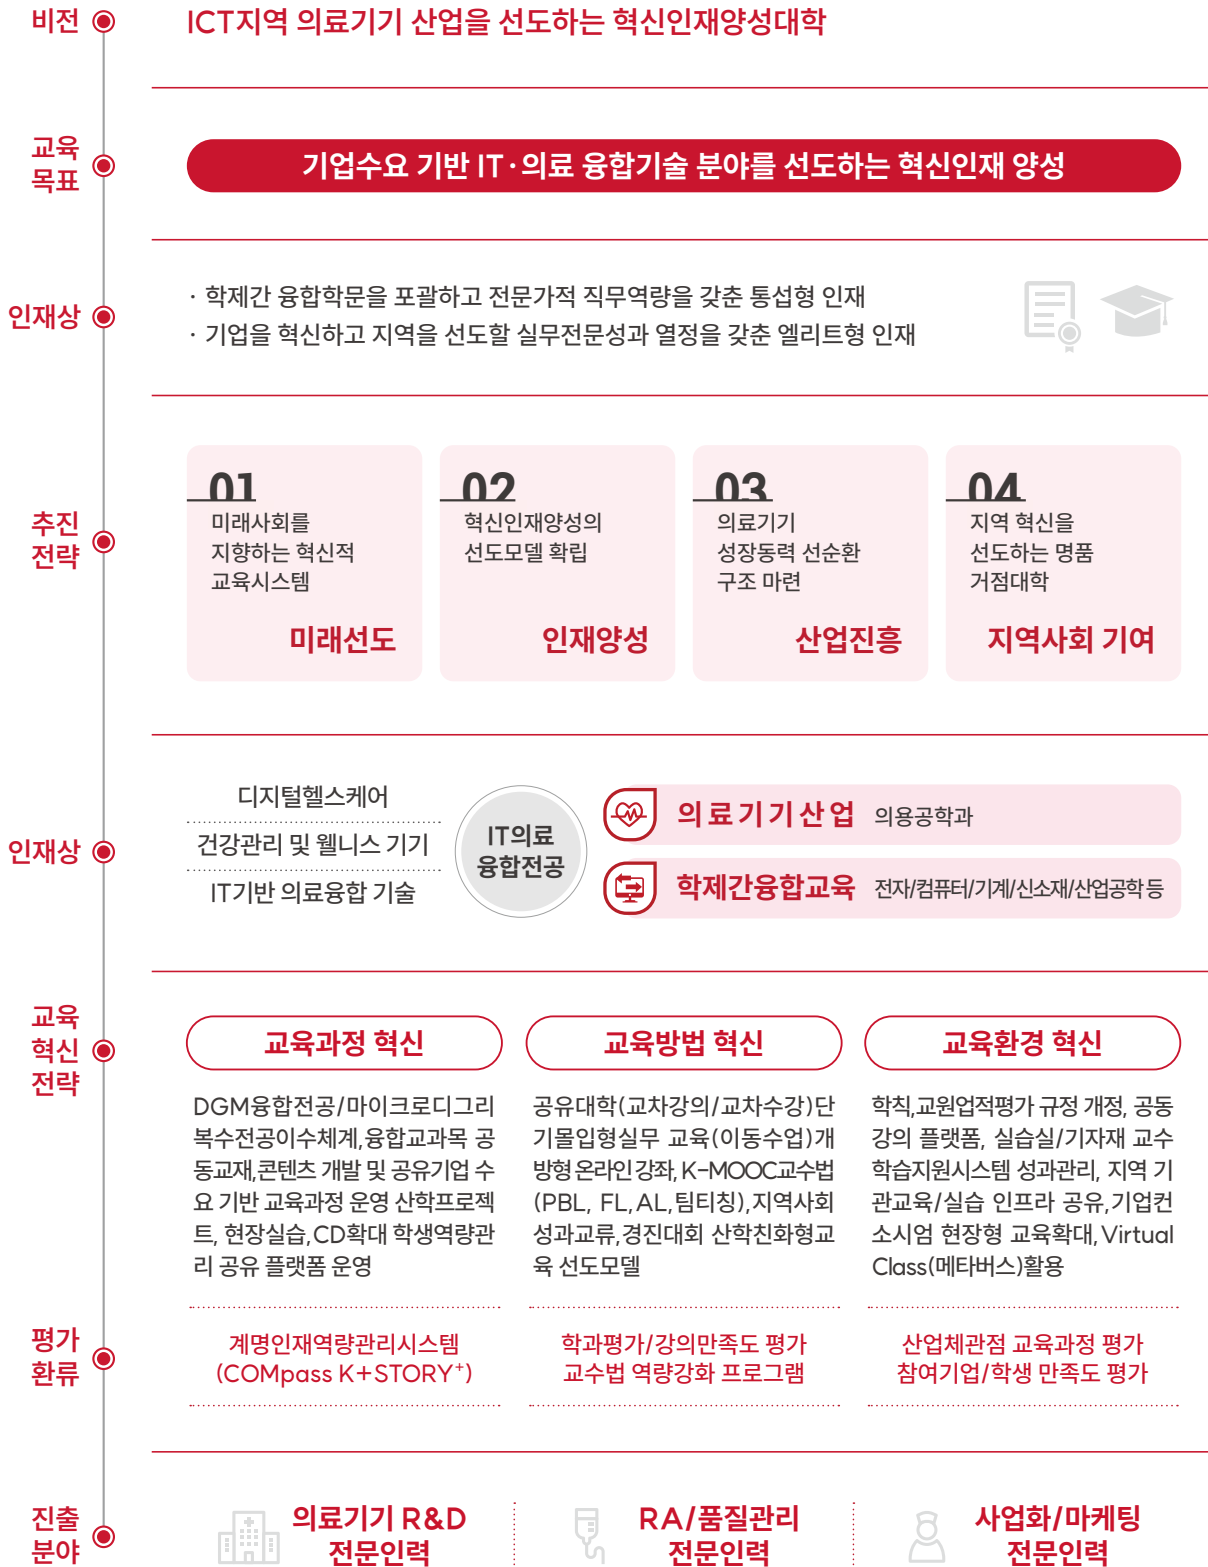 비전
ICT지역 의료기기 산업을 선도하는 혁신인재양성대학
교육
목표
기업수요 기반 IT·의료 융합기술 분야를 선도하는 혁신인재 양성
인재상
· 학제간 융합학문을 포괄하고 전문가적 직무역량을 갖춘 통섭형 인재
· 기업을 혁신하고 지역을 선도할 실무전문성과 열정을 갖춘 엘리트형 인재
추진
전략
01
미래사회를
지향하는 혁신적
교육시스템
미래선도
02
혁신인재양성의
선도모델 확립
인재양성
03
의료기기
성장동력 선순환
구조 마련
산업진흥
04
지역 혁신을
선도하는 명품
거점대학
지역사회 기여
인재상
디지털헬스케어
건강관리 및 웰니스 기기
IT기반 의료융합 기술
IT의료
융합전공
의료기기산업 의용공학과
학제간융합교육 전자/컴퓨터/기계/신소재/산업공학 등
교육
혁신
전략
교육과정 혁신
DGM융합전공/마이크로디그리
복수전공이수체계,융합교과목 공
동교재,콘텐츠 개발 및 공유기업 수
요 기반 교육과정 운영 산학프로젝
트, 현장실습,CD확대 학생역량관
리 공유 플랫폼 운영
교육방법 혁신
공유대학(교차강의/교차수강)단
기몰입형실무 교육(이동수업)개
방형 온라인 강좌, K-MOOC교수법
(PBL, FL,AL,팀티칭),지역사회
성과교류,경진대회 산학친화형교
육 선도모델
교육환경 혁신
학칙,교원업적평가 규정 개정, 공동
강의 플랫폼, 실습실/기자재 교수
학습지원시스템 성과관리, 지역 기
관교육/실습 인프라 공유,기업컨
소시엄 현장형 교육확대,Virtual
Class(메타버스)활용
평가
환류
계명인재역량관리시스템
(COMpass K+STORY⁺)
학과평가/강의만족도 평가
교수법 역량강화 프로그램
산업체관점 교육과정 평가
참여기업/학생 만족도 평가
진출
분야
의료기기 R&D
전문인력
RA/품질관리
전문인력
사업화/마케팅
전문인력